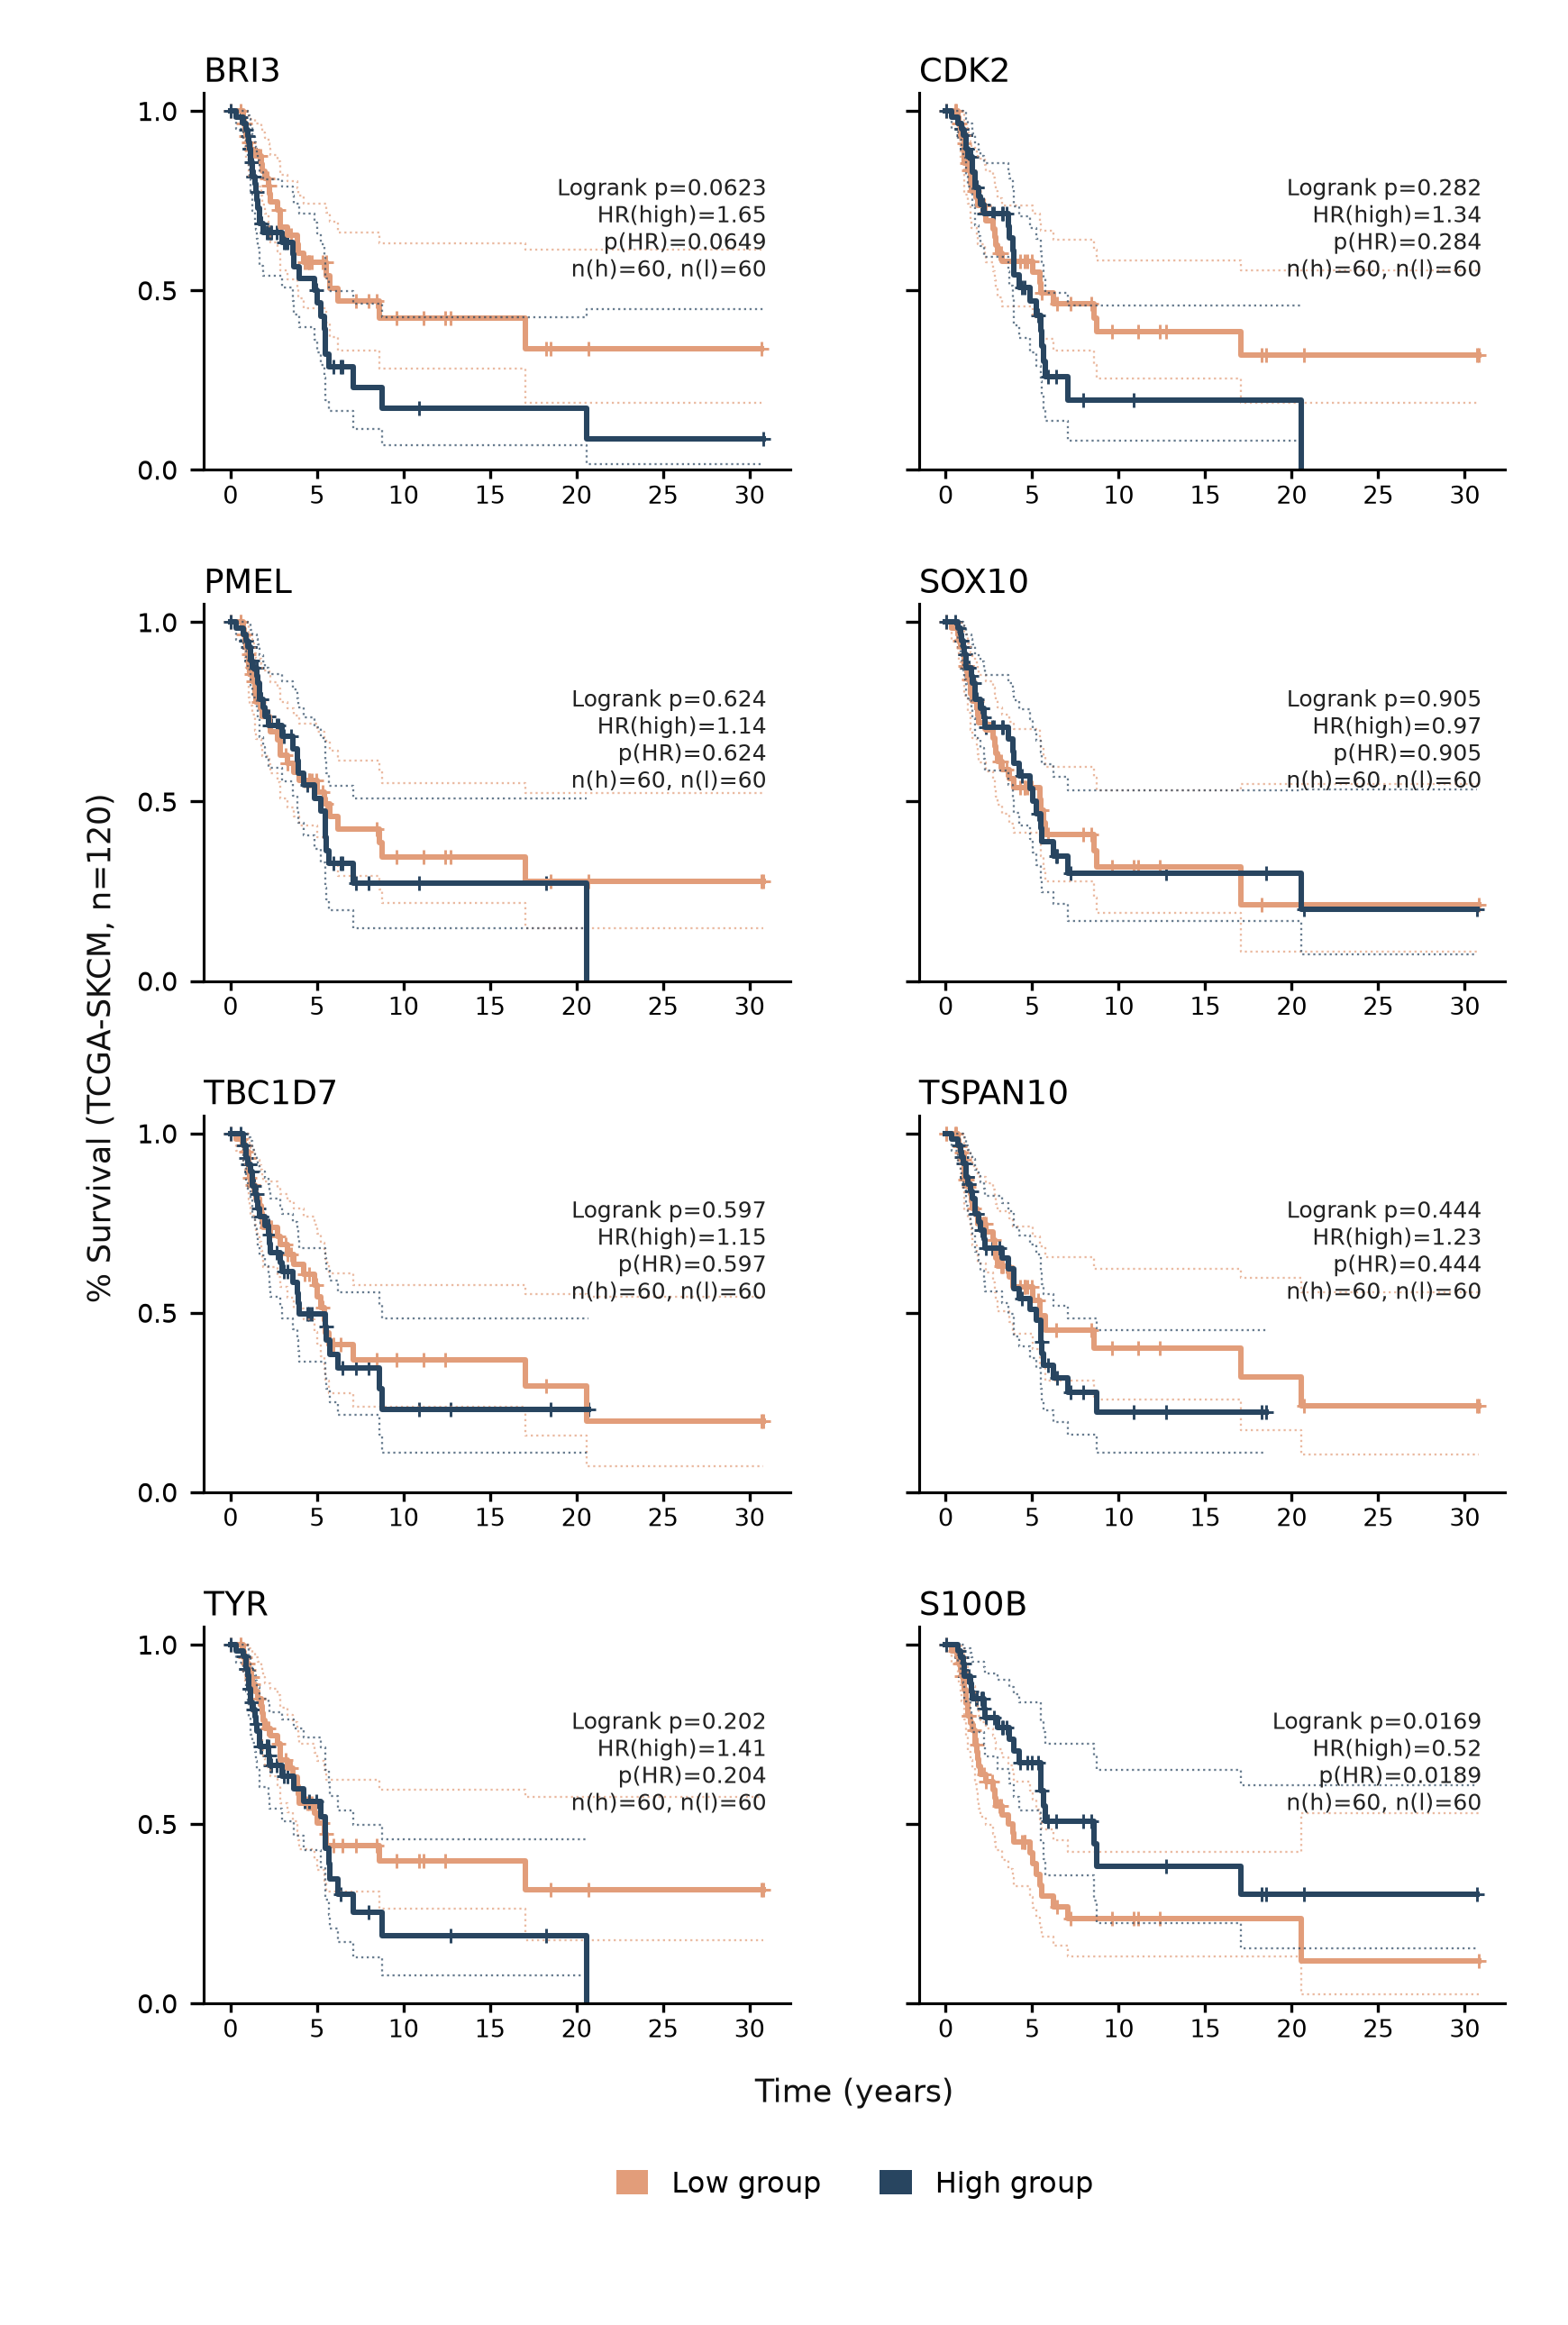 BRI3
1.0
0.5
0.0
Logrank p=0.0623
HR(high)=1.65
p(HR)=0.0649
n(h)=60, n(l)=60
0 5 10 15 20 25 30
CDK2
Logrank p=0.282
HR(high)=1.34
p(HR)=0.284
n(h)=60, n(l)=60
0 5 10 15 20 25 30
PMEL
1.0
0.5
0.0
Logrank p=0.624
HR(high)=1.14
p(HR)=0.624
n(h)=60, n(l)=60
0 5 10 15 20 25 30
SOX10
Logrank p=0.905
HR(high)=0.97
p(HR)=0.905
n(h)=60, n(l)=60
0 5 10 15 20 25 30
% Survival (TCGA-SKCM, n=120)
TBC1D7
1.0
0.5
0.0
Logrank p=0.597
HR(high)=1.15
p(HR)=0.597
n(h)=60, n(l)=60
0 5 10 15 20 25 30
TSPAN10
Logrank p=0.444
HR(high)=1.23
p(HR)=0.444
n(h)=60, n(l)=60
0 5 10 15 20 25 30
TYR
1.0
0.5
0.0
Logrank p=0.202
HR(high)=1.41
p(HR)=0.204
n(h)=60, n(l)=60
0 5 10 15 20 25 30
S100B
Logrank p=0.0169
HR(high)=0.52
p(HR)=0.0189
n(h)=60, n(l)=60
0 5 10 15 20 25 30
Time (years)
Low group
High group